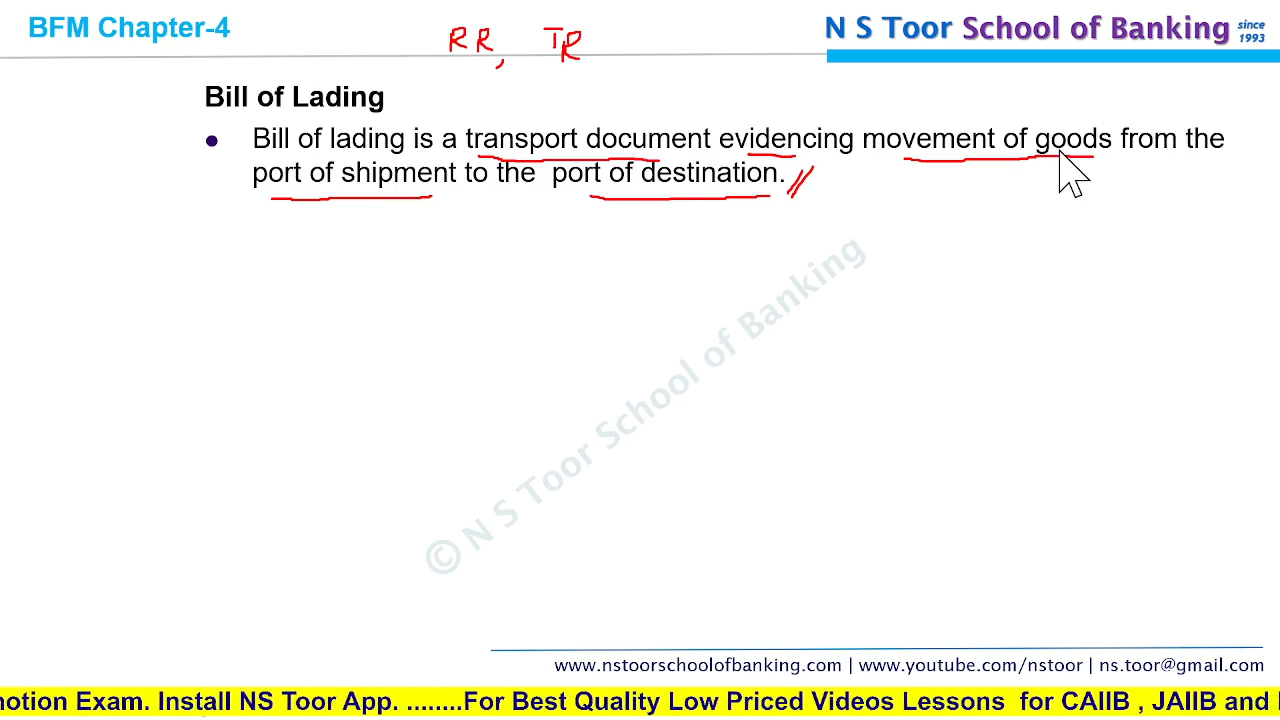 BFM Chapter-4
RR, TR
N S Toor School of Banking since 1993
Bill of Lading
● Bill of lading is a transport document evidencing movement of goods from the
port of shipment to the port of destination.
© N S Toor School of Banking
www.nstoorschoolofbanking.com | www.youtube.com/nstoor | ns.toor@gmail.com
notion Exam. Install NS Toor App. ........For Best Quality Low Priced Videos Lessons for CAIIB , JAIIB and